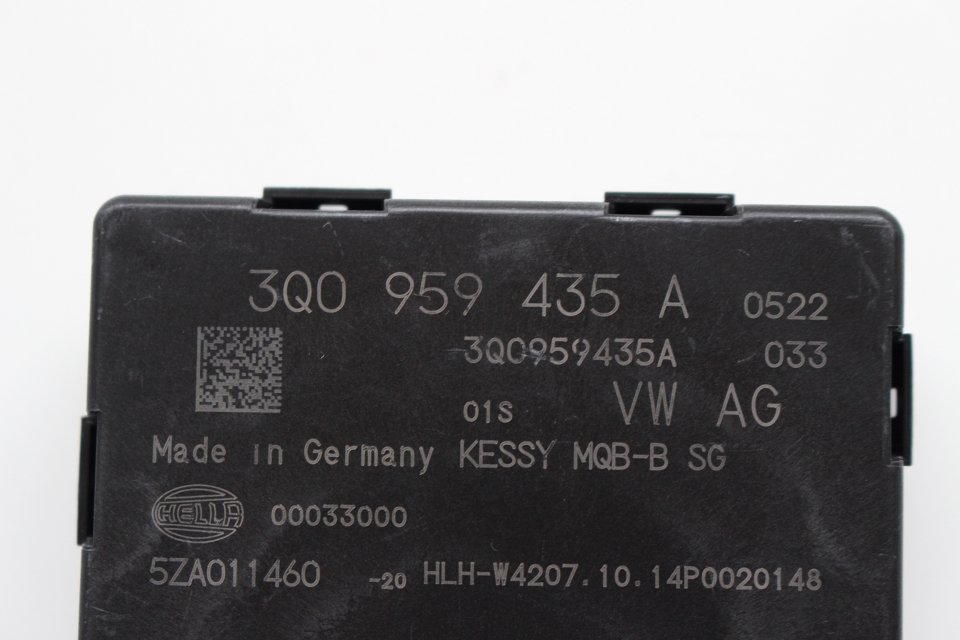 3Q0 959 435 A 0522
3Q0959435A 033
01S VW AG
Made in Germany KESSY MQB-B SG
HELLA 00033000
5ZA011460 -20 HLH-W4207.10.14P0020148